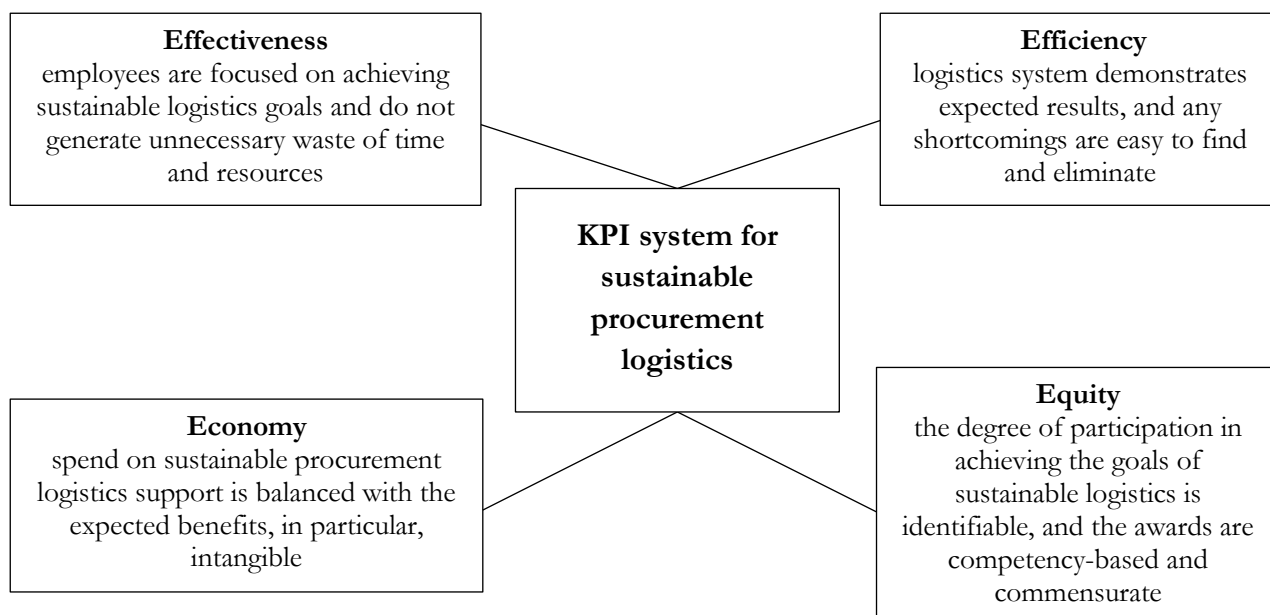 Effectiveness
employees are focused on achieving
sustainable logistics goals and do not
generate unnecessary waste of time
and resources
Efficiency
logistics system demonstrates
expected results, and any
shortcomings are easy to find
and eliminate
KPI system for
sustainable
procurement
logistics
Economy
spend on sustainable procurement
logistics support is balanced with the
expected benefits, in particular,
intangible
Equity
the degree of participation in
achieving the goals of
sustainable logistics is
identifiable, and the awards are
competency-based and
commensurate